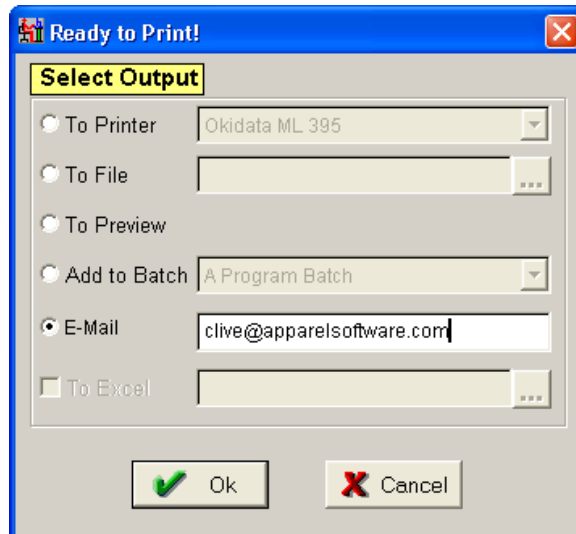 Ready to Print!
Select Output
To Printer Okidata ML 395
To File ...
To Preview
Add to Batch A Program Batch
E-Mail clive@apparelsoftware.com
To Excel ...
Ok Cancel